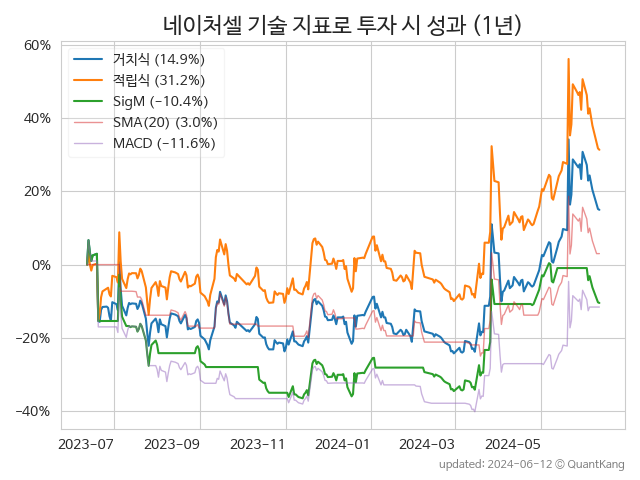 네이처셀 기술 지표로 투자 시 성과 (1년)
60%
40%
20%
0%
−20%
−40%
거치식 (14.9%)
적립식 (31.2%)
SigM (−10.4%)
SMA(20) (3.0%)
MACD (−11.6%)
2023-07 2023-09 2023-11 2024-01 2024-03 2024-05
updated: 2024-06-12 © QuantKang